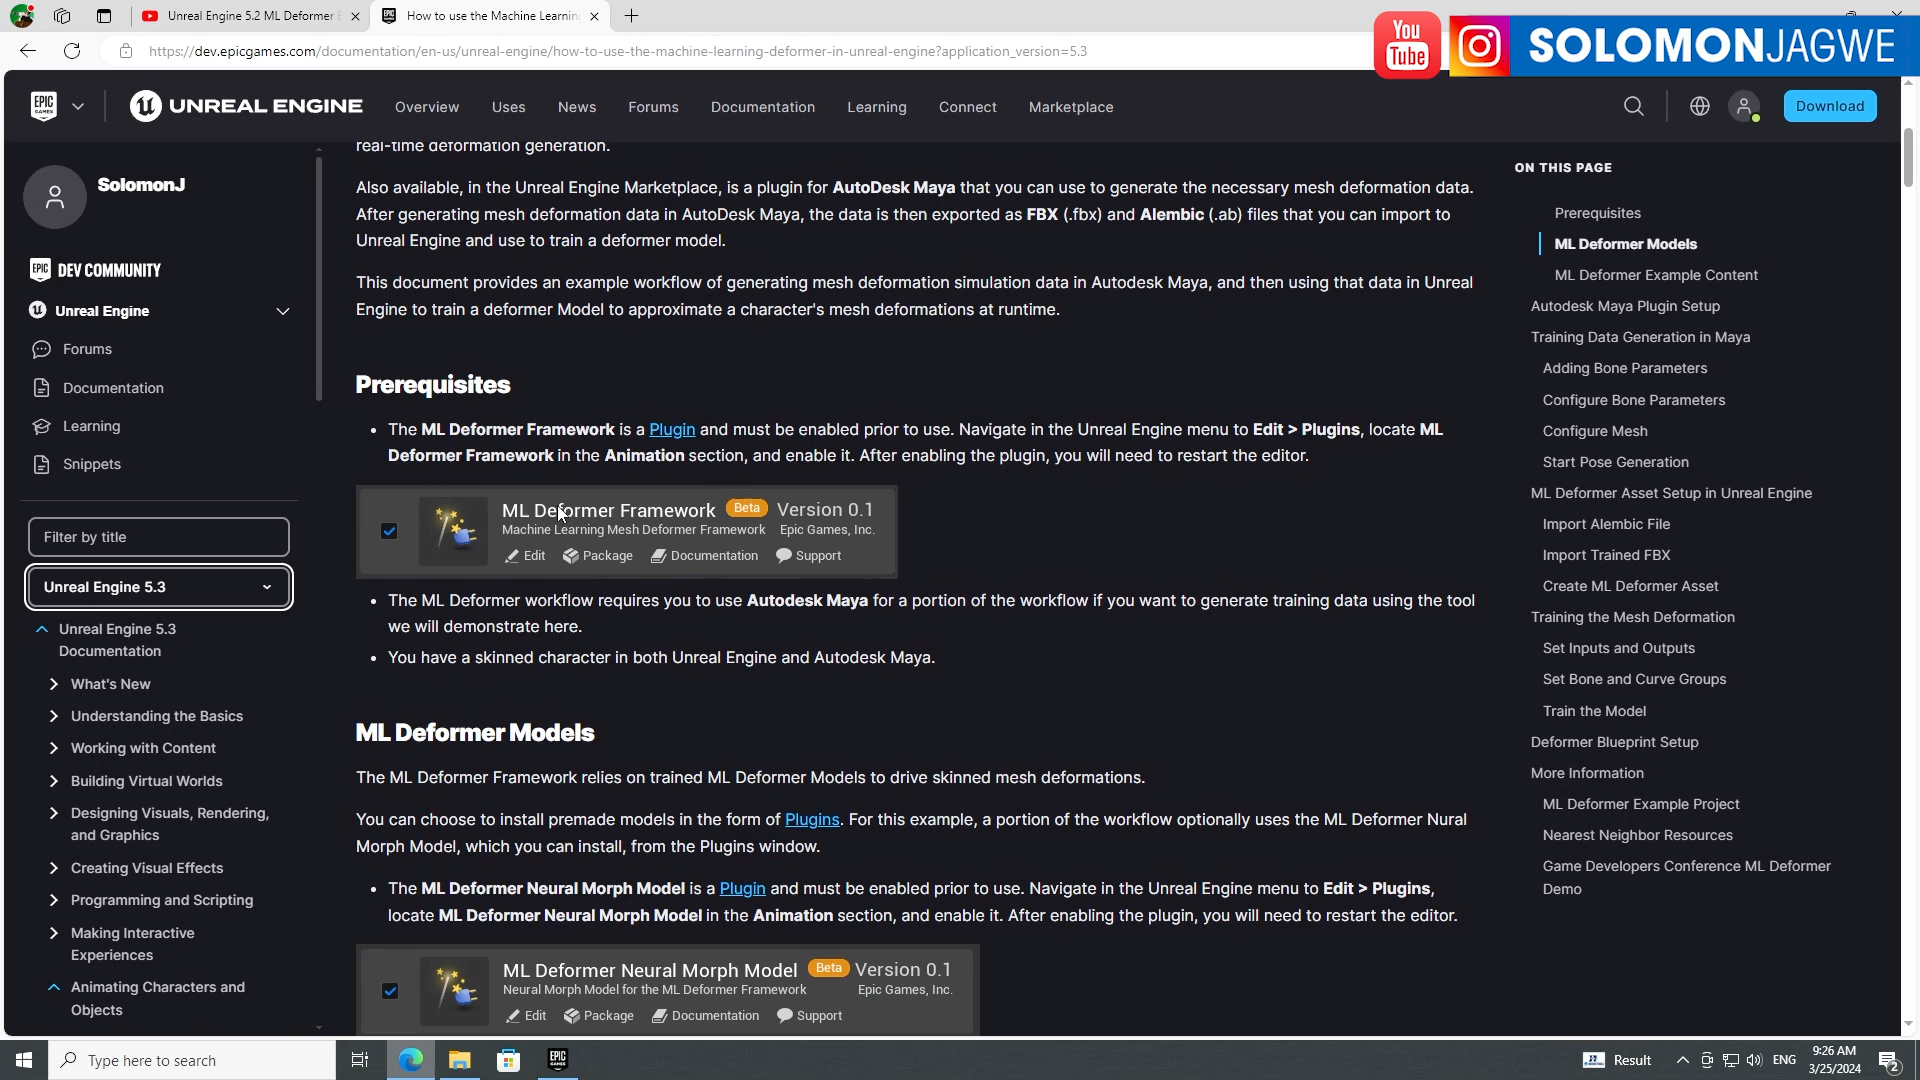 Unreal Engine 5.2 ML Deformer
How to use the Machine Learnin
https://dev.epicgames.com/documentation/en-us/unreal-engine/how-to-use-the-machine-learning-deformer-in-unreal-engine?application_version=5.3
You
Tube
SOLOMONJAGWE
EPIC
GAMES
UNREAL ENGINE
Overview
Uses
News
Forums
Documentation
Learning
Connect
Marketplace
Download
SolomonJ
EPIC
GAMES
DEV COMMUNITY
Unreal Engine
Forums
Documentation
Learning
Snippets
Filter by title
Unreal Engine 5.3
Unreal Engine 5.3
Documentation
What's New
Understanding the Basics
Working with Content
Building Virtual Worlds
Designing Visuals, Rendering,
and Graphics
Creating Visual Effects
Programming and Scripting
Making Interactive
Experiences
Animating Characters and
Objects
real-time deformation generation.
Also available, in the Unreal Engine Marketplace, is a plugin for AutoDesk Maya that you can use to generate the necessary mesh deformation data.
After generating mesh deformation data in AutoDesk Maya, the data is then exported as FBX (.fbx) and Alembic (.ab) files that you can import to
Unreal Engine and use to train a deformer model.
This document provides an example workflow of generating mesh deformation simulation data in Autodesk Maya, and then using that data in Unreal
Engine to train a deformer Model to approximate a character's mesh deformations at runtime.
Prerequisites
• The ML Deformer Framework is a Plugin and must be enabled prior to use. Navigate in the Unreal Engine menu to Edit > Plugins, locate ML
Deformer Framework in the Animation section, and enable it. After enabling the plugin, you will need to restart the editor.
ML Deformer Framework Beta Version 0.1
Machine Learning Mesh Deformer Framework Epic Games, Inc.
Edit Package Documentation Support
• The ML Deformer workflow requires you to use Autodesk Maya for a portion of the workflow if you want to generate training data using the tool
we will demonstrate here.
• You have a skinned character in both Unreal Engine and Autodesk Maya.
ML Deformer Models
The ML Deformer Framework relies on trained ML Deformer Models to drive skinned mesh deformations.
You can choose to install premade models in the form of Plugins. For this example, a portion of the workflow optionally uses the ML Deformer Nural
Morph Model, which you can install, from the Plugins window.
• The ML Deformer Neural Morph Model is a Plugin and must be enabled prior to use. Navigate in the Unreal Engine menu to Edit > Plugins,
locate ML Deformer Neural Morph Model in the Animation section, and enable it. After enabling the plugin, you will need to restart the editor.
ML Deformer Neural Morph Model Beta Version 0.1
Neural Morph Model for the ML Deformer Framework Epic Games, Inc.
Edit Package Documentation Support
ON THIS PAGE
Prerequisites
ML Deformer Models
ML Deformer Example Content
Autodesk Maya Plugin Setup
Training Data Generation in Maya
Adding Bone Parameters
Configure Bone Parameters
Configure Mesh
Start Pose Generation
ML Deformer Asset Setup in Unreal Engine
Import Alembic File
Import Trained FBX
Create ML Deformer Asset
Training the Mesh Deformation
Set Inputs and Outputs
Set Bone and Curve Groups
Train the Model
Deformer Blueprint Setup
More Information
ML Deformer Example Project
Nearest Neighbor Resources
Game Developers Conference ML Deformer
Demo
Type here to search
EPIC
GAMES
Result
ENG
9:26 AM
3/25/2024
2